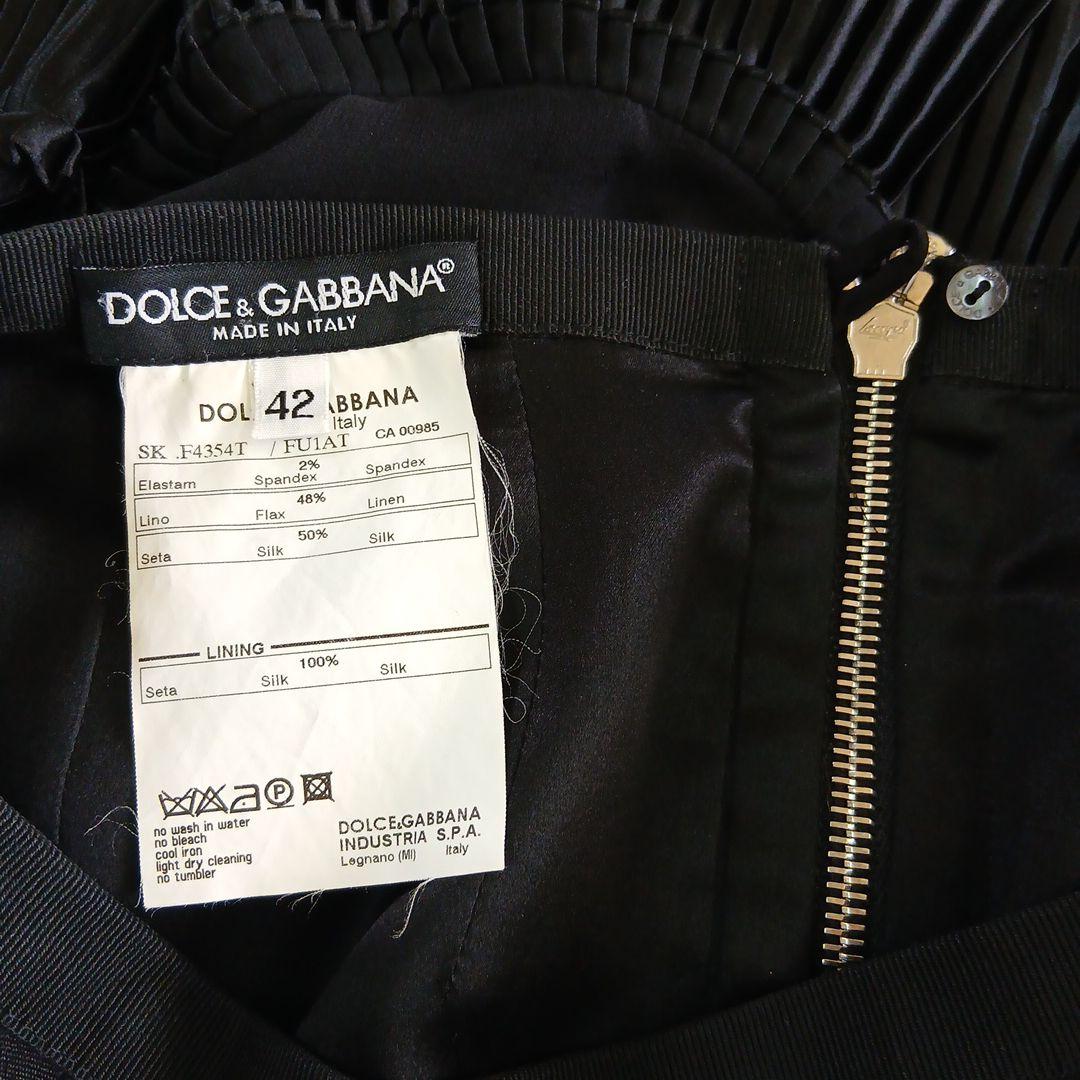 DOLCE & GABBANA®
MADE IN ITALY
42
DOL ABBANA
Italy
SK .F4354T / FU1AT CA 00985
2%
Elastam Spandex Spandex
48%
Lino Flax Linen
50%
Seta Silk Silk
LINING
100%
Seta Silk Silk
P
no wash in water
no bleach
cool iron
light dry cleaning
no tumbler
DOLCE&GABBANA
INDUSTRIA S.P.A.
Legnano (MI) Italy
Lampo